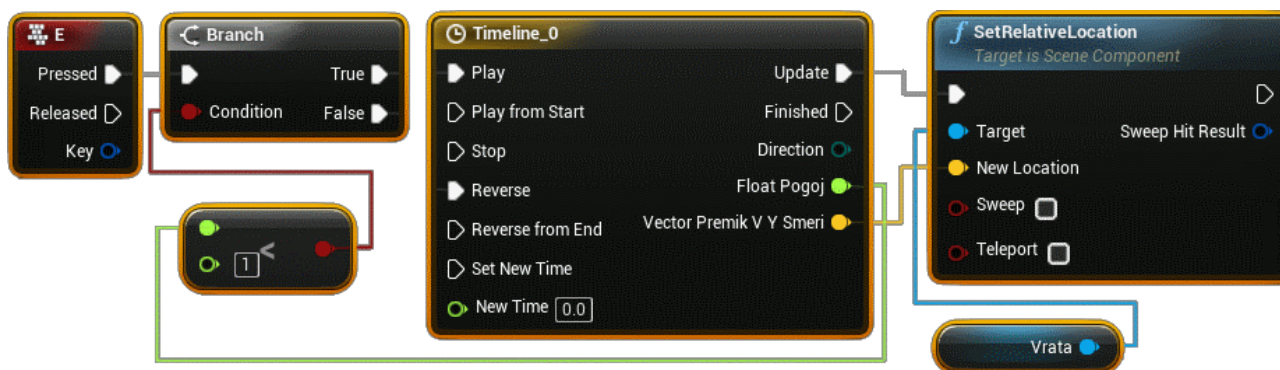 E
Pressed
Released
Key
Branch
True
Condition
False
<
1
Timeline_0
Play
Update
Play from Start
Finished
Stop
Direction
Reverse
Float Pogoj
Reverse from End
Vector Premik V Y Smeri
Set New Time
New Time 0.0
f SetRelativeLocation
Target is Scene Component
Target
Sweep Hit Result
New Location
Sweep
Teleport
Vrata